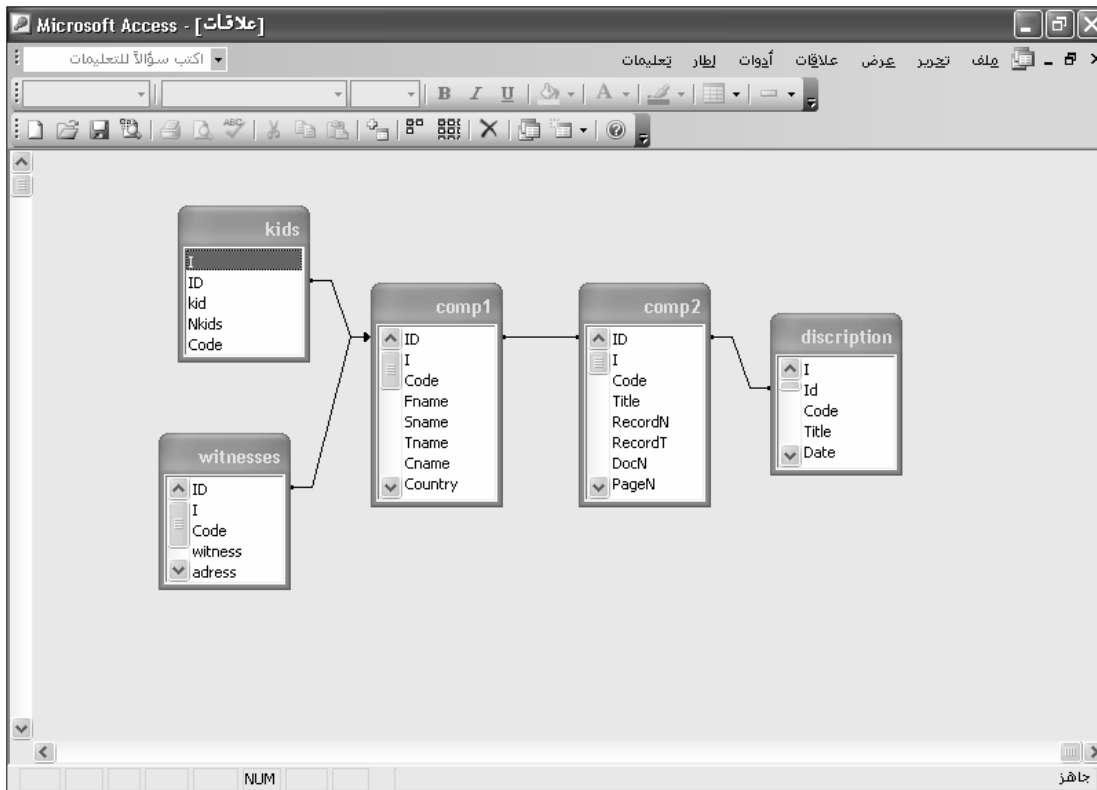 Microsoft Access - [علاقات]
ملف تحرير عرض علاقات أدوات إطار تعليمات
اكتب سؤالاً للتعليمات
B I U A
ABC
kids
I
ID
kid
Nkids
Code
witnesses
ID
I
Code
witness
adress
comp1
ID
I
Code
Fname
Sname
Tname
Cname
Country
comp2
ID
I
Code
Title
RecordN
RecordT
DocN
PageN
discription
I
Id
Code
Title
Date
جاهز
NUM